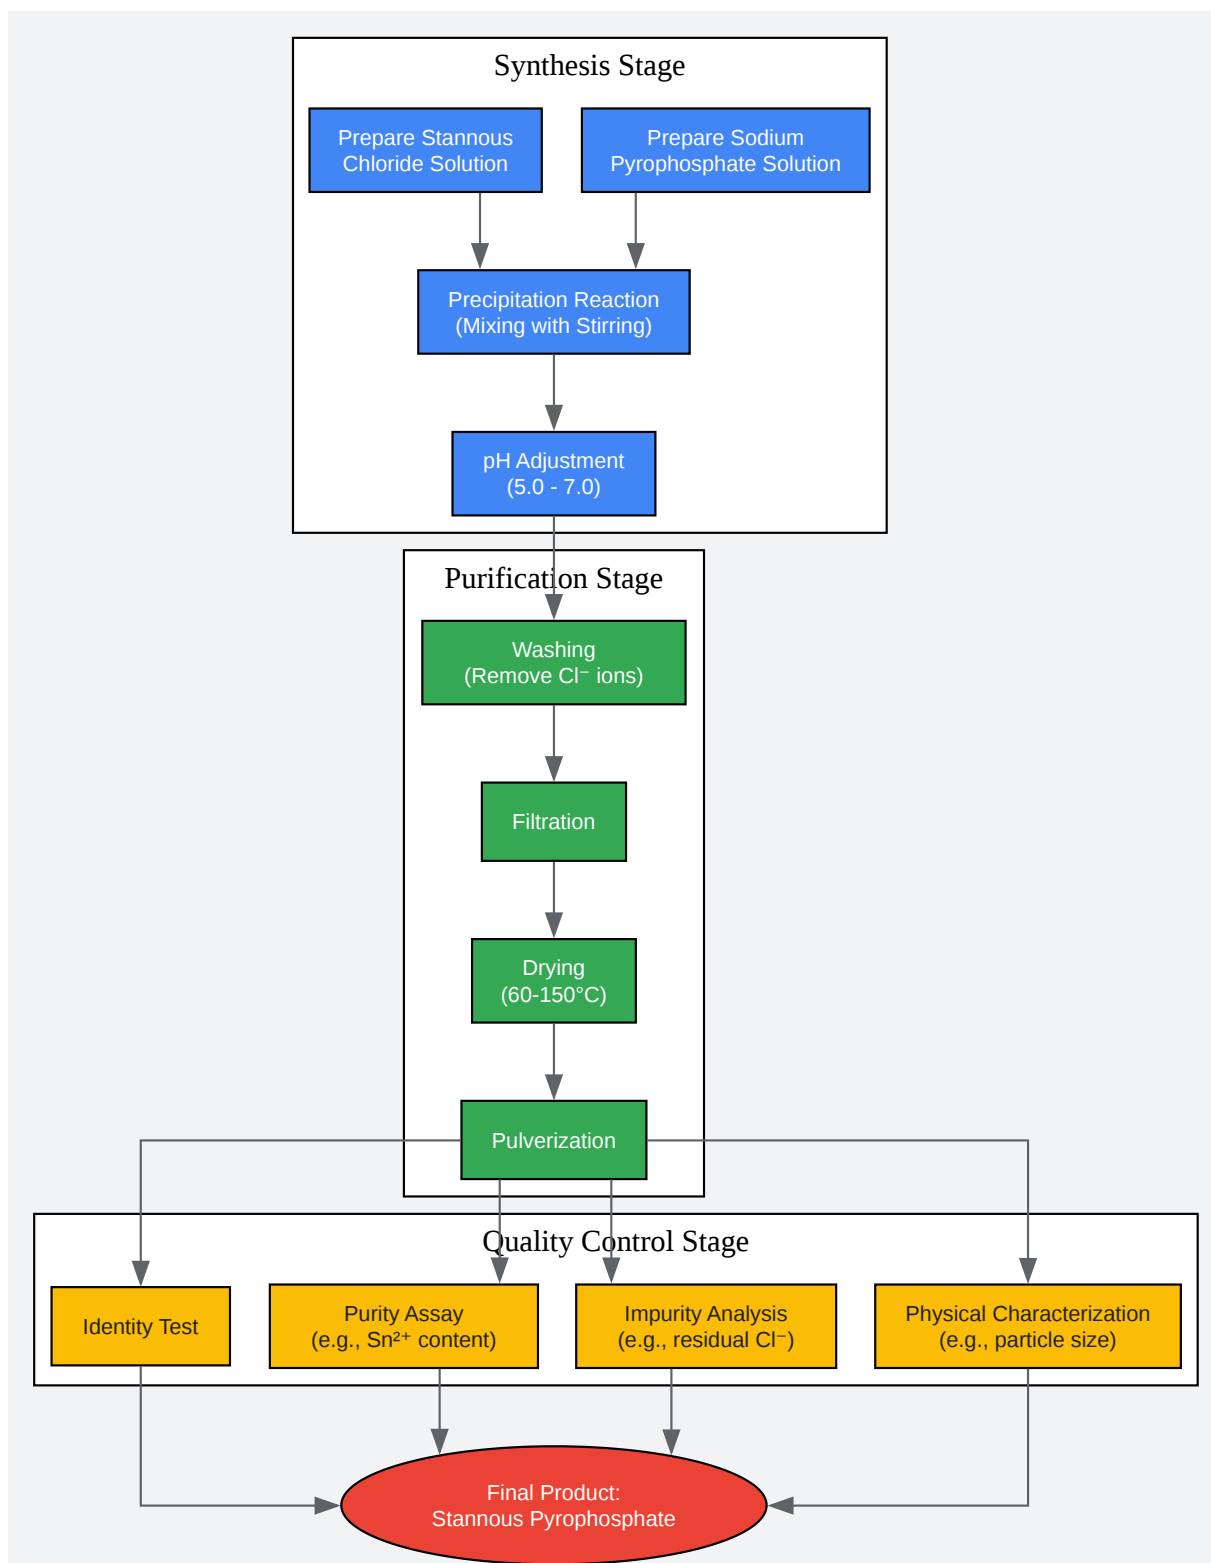 Synthesis Stage
Prepare Stannous
Chloride Solution
Prepare Sodium
Pyrophosphate Solution
Precipitation Reaction
(Mixing with Stirring)
pH Adjustment
(5.0 - 7.0)
Purification Stage
Washing
(Remove Cl⁻ ions)
Filtration
Drying
(60-150°C)
Pulverization
Quality Control Stage
Identity Test
Purity Assay
(e.g., Sn²⁺ content)
Impurity Analysis
(e.g., residual Cl⁻)
Physical Characterization
(e.g., particle size)
Final Product:
Stannous Pyrophosphate